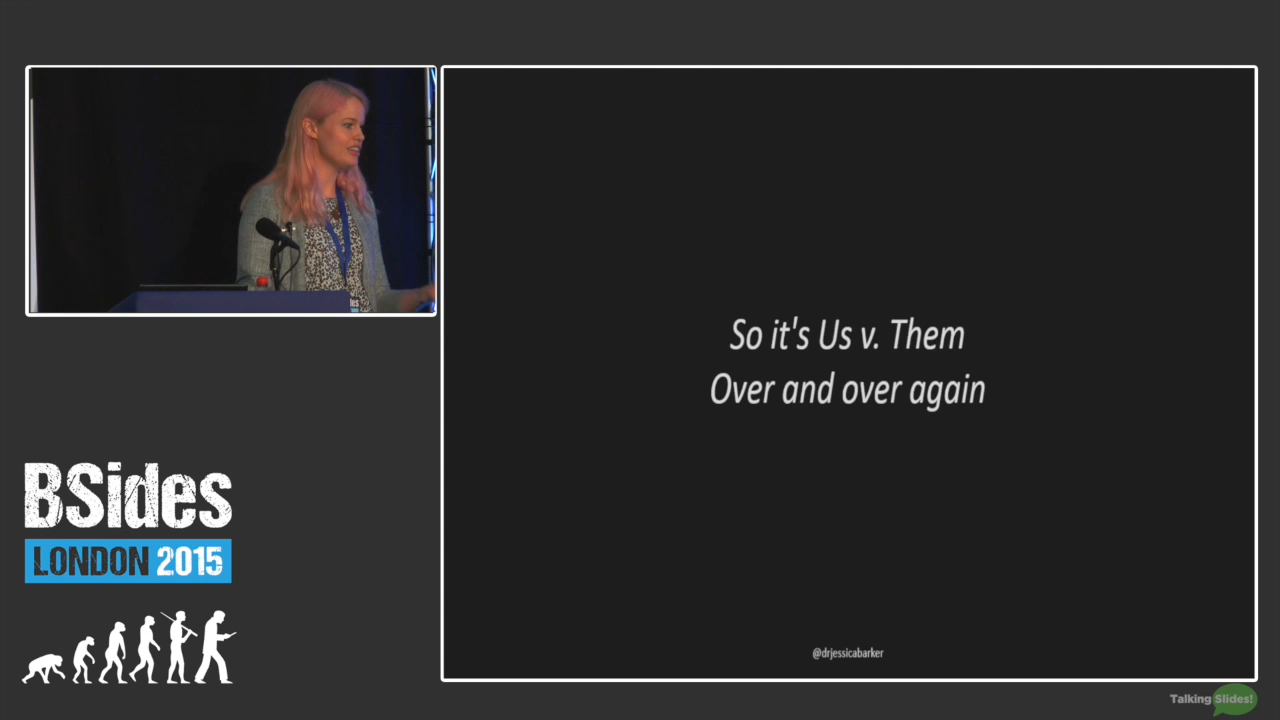 So it's Us v. Them
Over and over again
@drjessicabarker
BSides
LONDON 2015
Talking Slides!